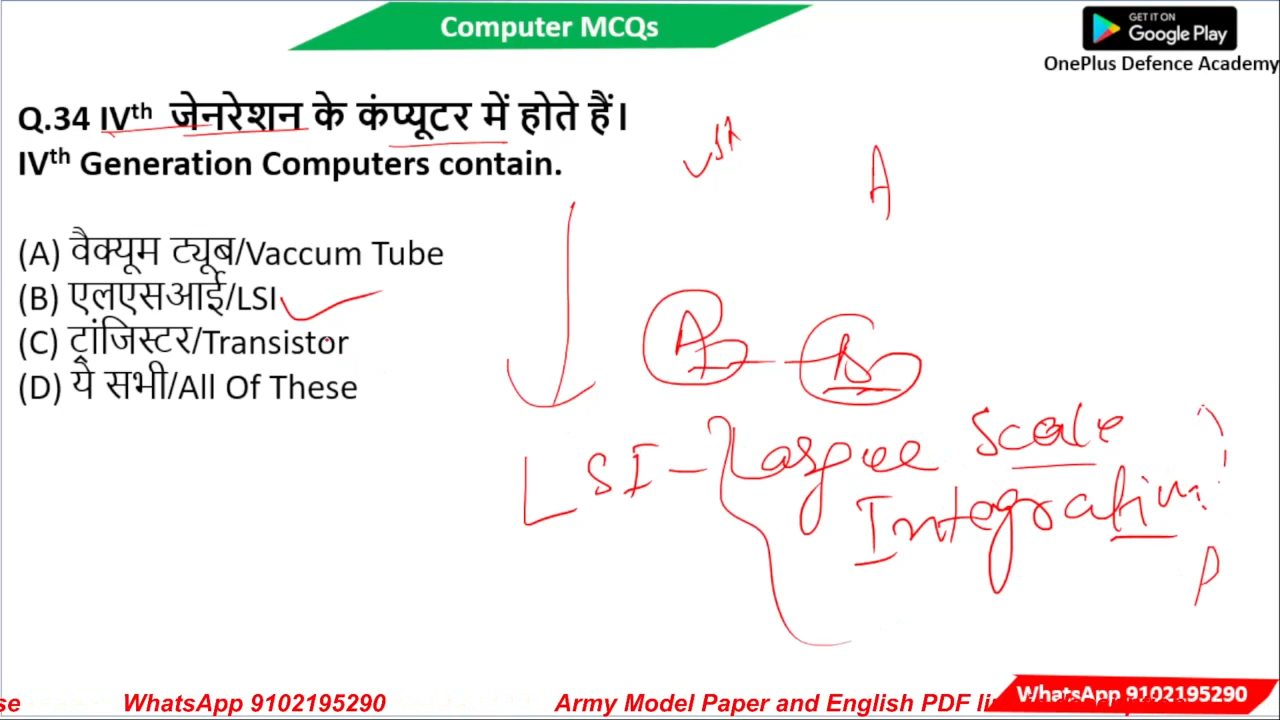 Computer MCQs
GET IT ON
Google Play
OnePlus Defence Academy
Q.34 IVth जेनरेशन के कंप्यूटर में होते हैं।
IVth Generation Computers contain.
(A) वैक्यूम ट्यूब/Vaccum Tube
(B) एलएसआई/LSI
(C) ट्रांजिस्टर/Transistor
(D) ये सभी/All Of These
A
LSI - Large Scale
Integration
WhatsApp 9102195290
se WhatsApp 9102195290 Army Model Paper and English PDF